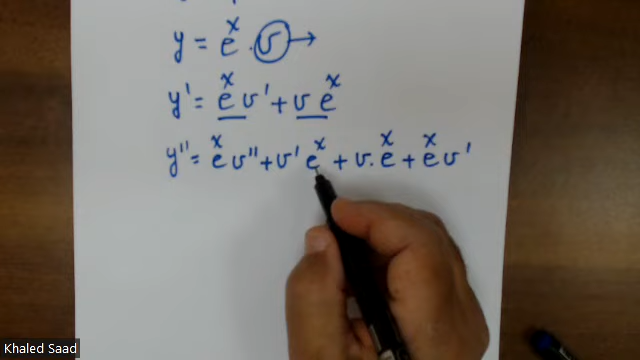 y = e^x . v →
y' = e^x v' + v e^x
y'' = e^x v'' + v' e^x + v . e^x + e^x v'
Khaled Saad